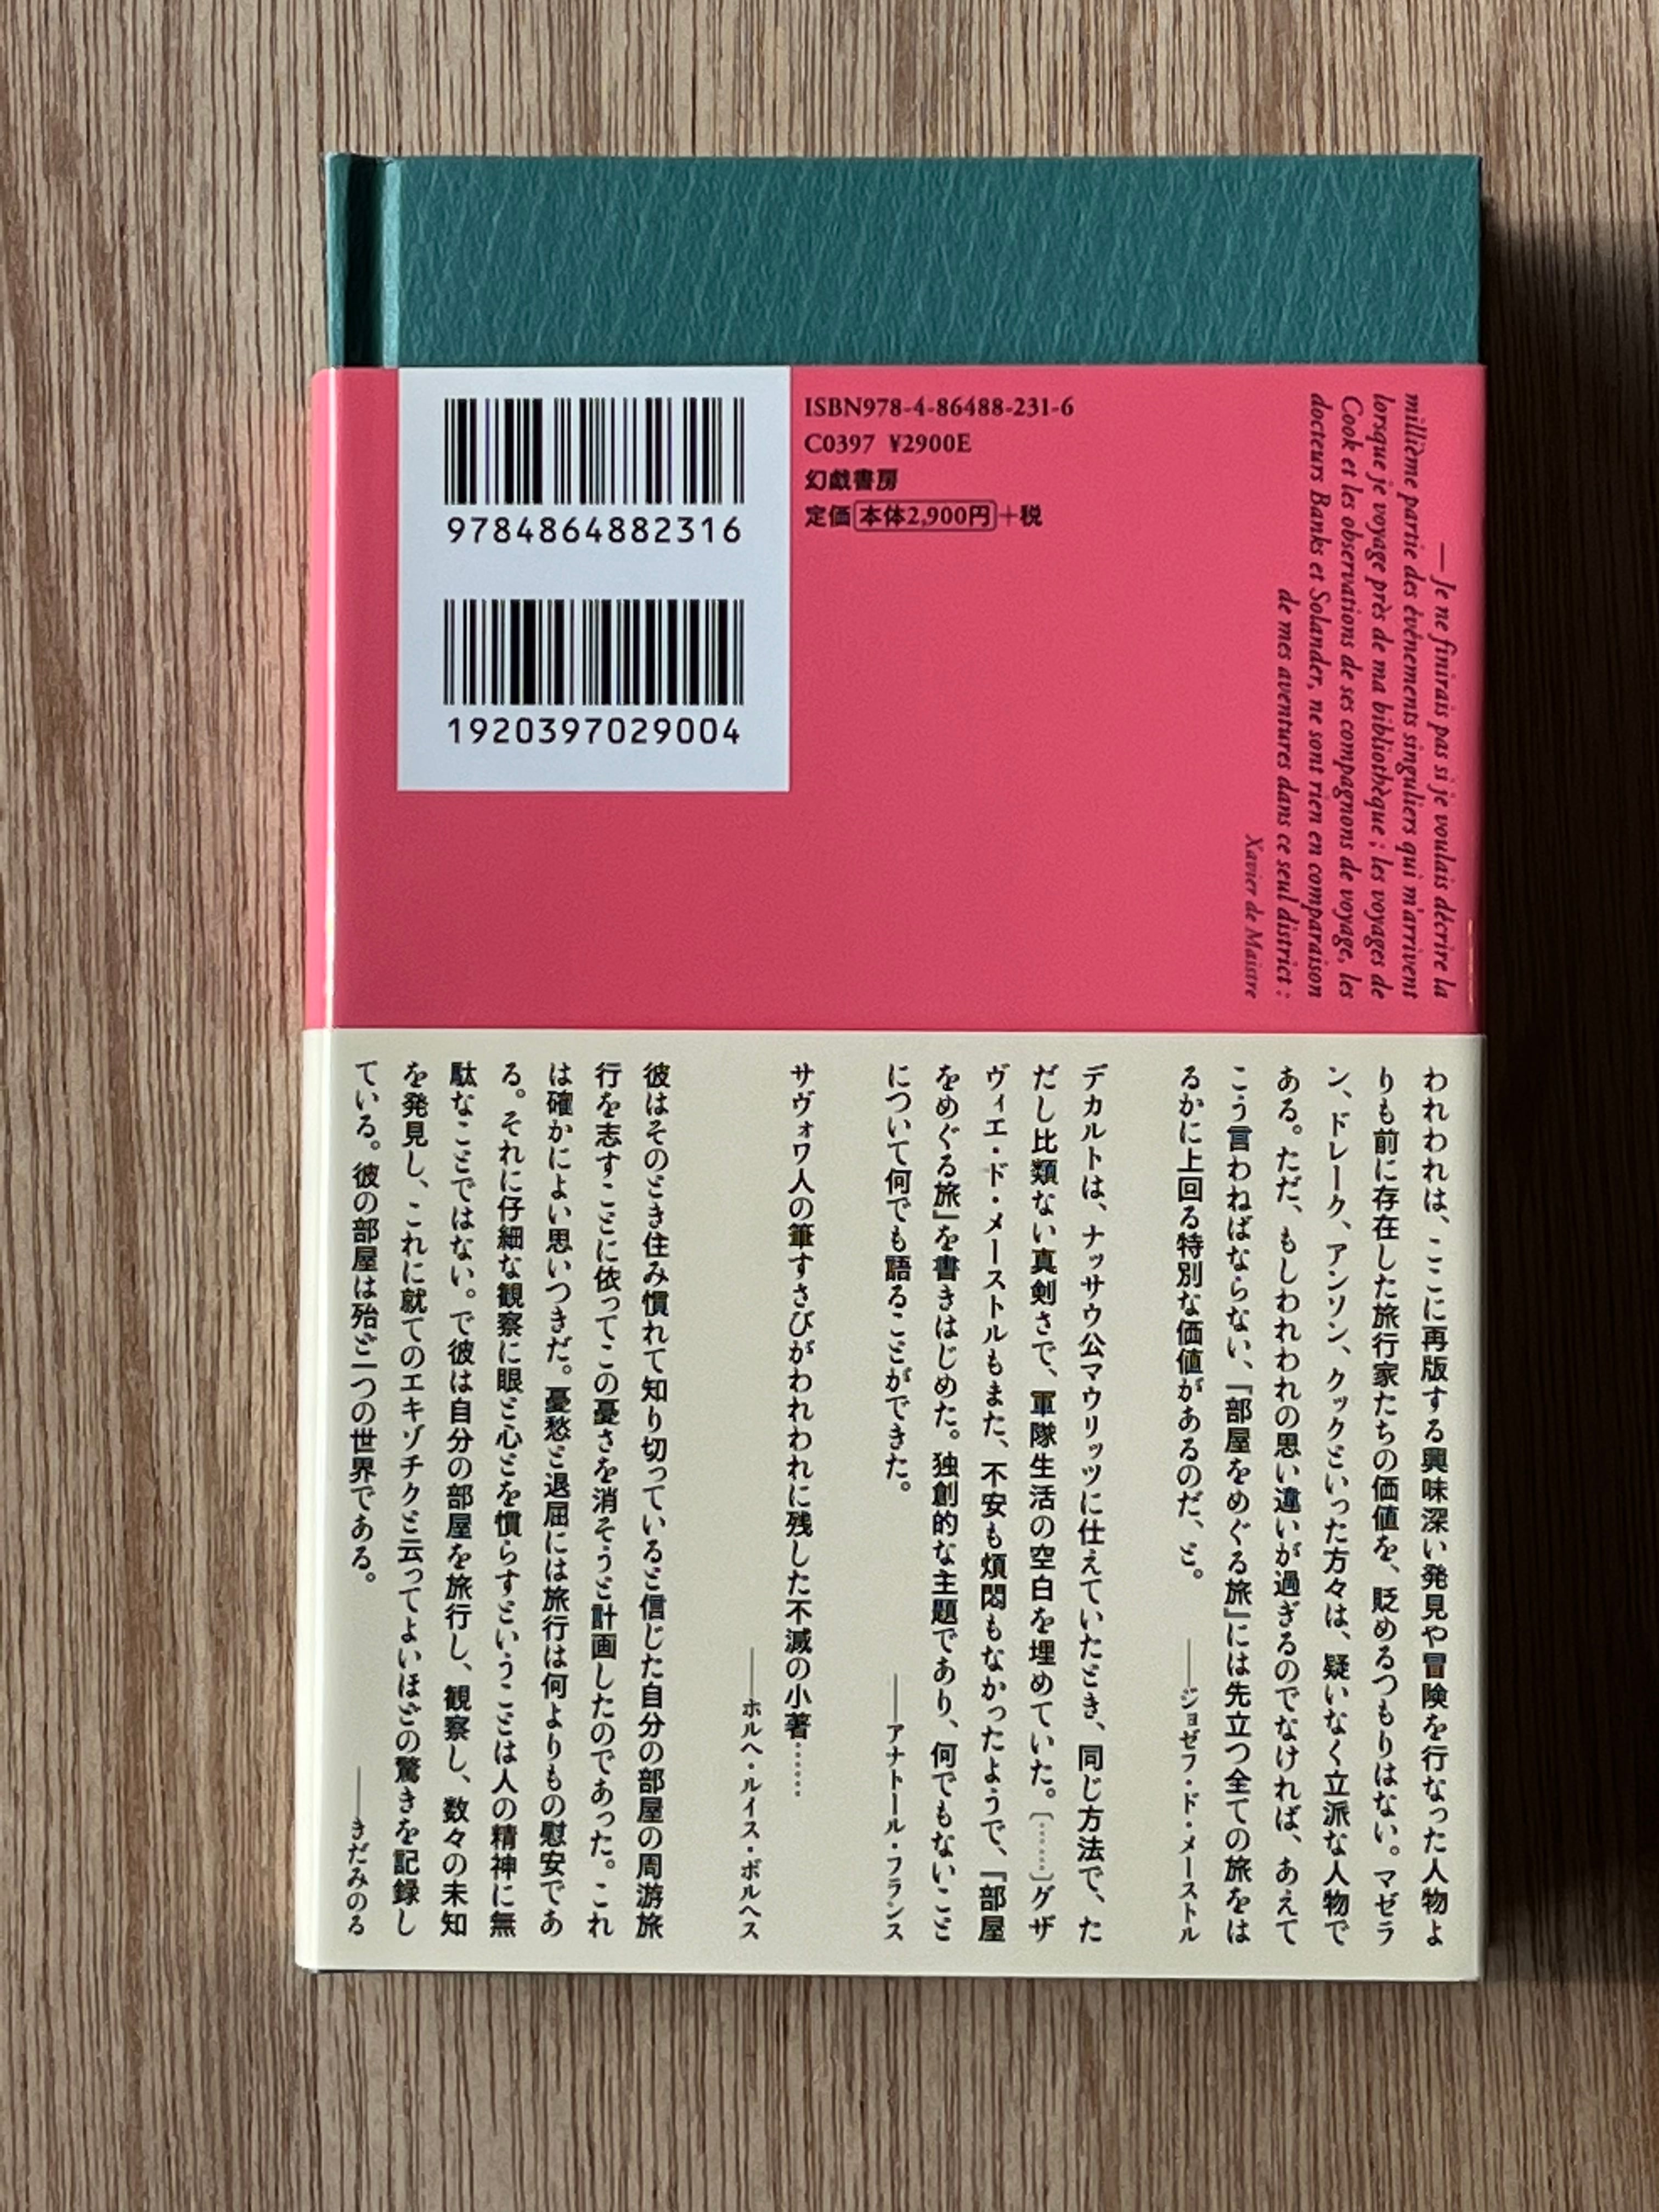 9784864882316
1920397029004
ISBN978-4-86488-231-6
C0397 ¥2900E
幻戯書房
定価 本体2,900円+税
— Je ne finirais pas si je voulais décrire la
millième partie des événements singuliers qui m'arrivent
lorsque je voyage près de ma bibliothèque ; les voyages de
Cook et les observations de ses compagnons de voyage, les
docteurs Banks et Solander, ne sont rien en comparaison
de mes aventures dans ce seul district :
Xavier de Maistre
われわれは、ここに再版する興味深い発見や冒険を行なった人物よ
りも前に存在した旅行家たちの価値を、貶めるつもりはない。マゼラ
ン、ドレーク、アンソン、クックといった方々は、疑いなく立派な人物で
ある。ただ、もしわれわれの思い違いが過ぎるのでなければ、あえて
こう言わねばならない、『部屋をめぐる旅』には先立つ全ての旅をは
るかに上回る特別な価値があるのだ、と。
――ジョゼフ・ド・メーストル
デカルトは、ナッサウ公マウリッツに仕えていたとき、同じ方法で、た
だし比類ない真剣さで、軍隊生活の空白を埋めていた。〔……〕グザ
ヴィエ・ド・メーストルもまた、不安も煩悶もなかったようで、『部屋
をめぐる旅』を書きはじめた。独創的な主題であり、何でもないこと
について何でも語ることができた。
――アナトール・フランス
サヴォワ人の筆すさびがわれわれに残した不滅の小著……
――ホルヘ・ルイス・ボルヘス
彼はそのとき住み慣れて知り切っていると信じた自分の部屋の周游旅
行を志すことに依ってこの憂さを消そうと計画したのであった。これ
は確かによい思いつきだ。憂愁と退屈には旅行は何よりもの慰安であ
る。それに仔細な観察に眼と心とを慣らすということは人の精神に無
駄なことではない。で彼は自分の部屋を旅行し、観察し、数々の未知
を発見し、これに就てのエキゾチクと云ってよいほどの驚きを記録し
ている。彼の部屋は殆ど一つの世界である。
――きだみのる